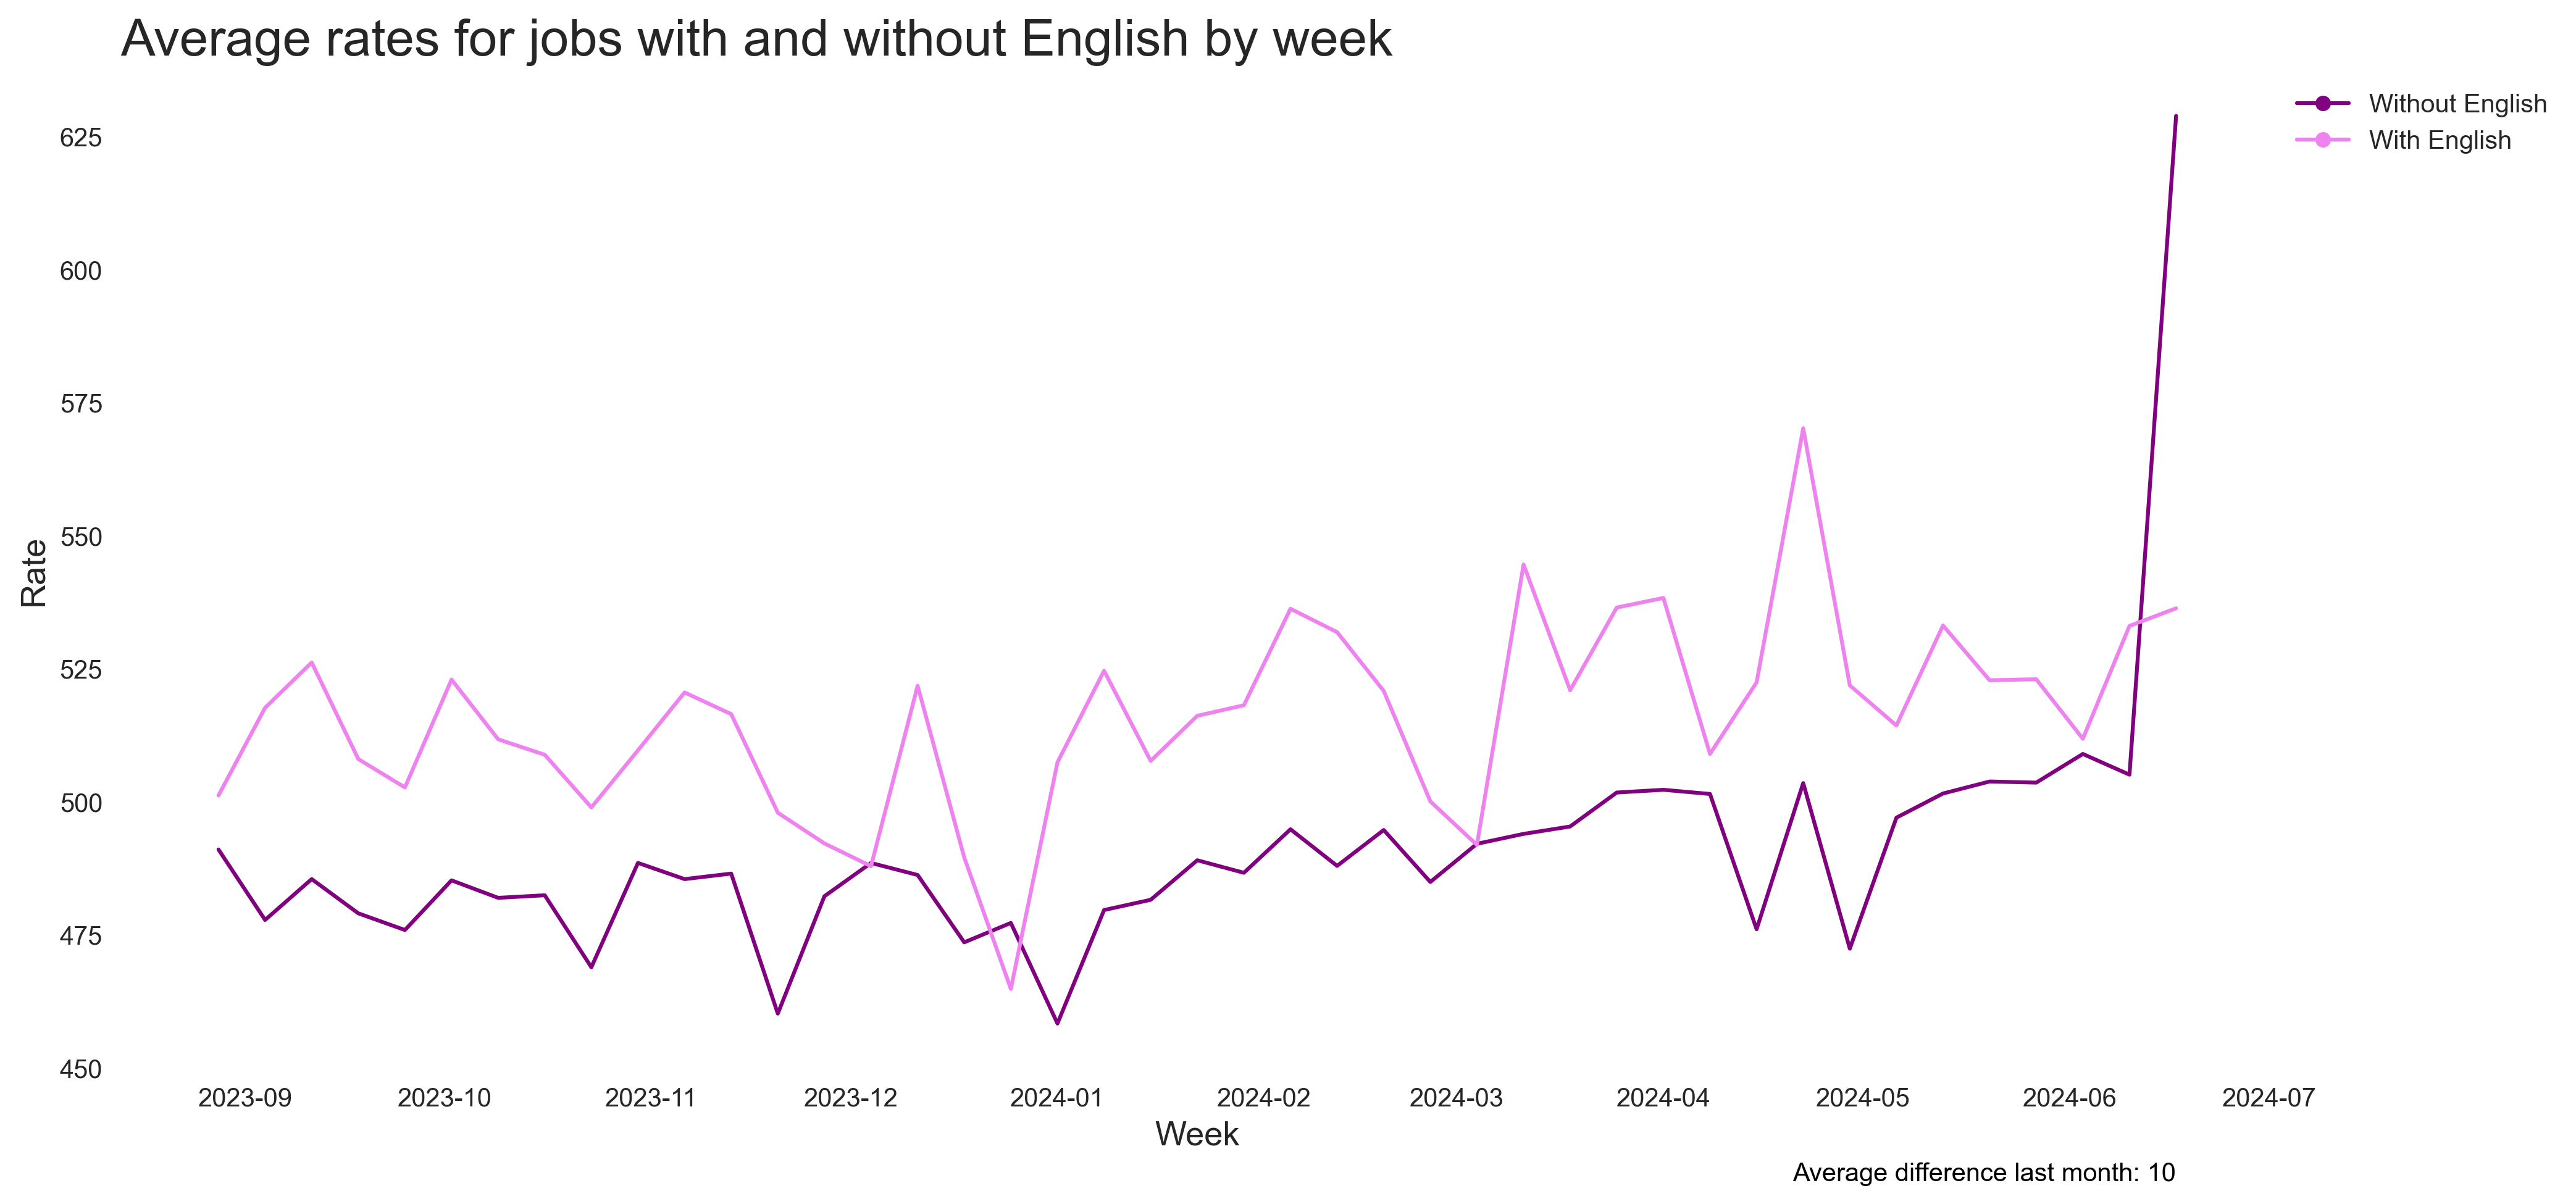 Average rates for jobs with and without English by week
Without English
With English
625
600
575
550
525
500
475
450
Rate
2023-09 2023-10 2023-11 2023-12 2024-01 2024-02 2024-03 2024-04 2024-05 2024-06 2024-07
Week
Average difference last month: 10